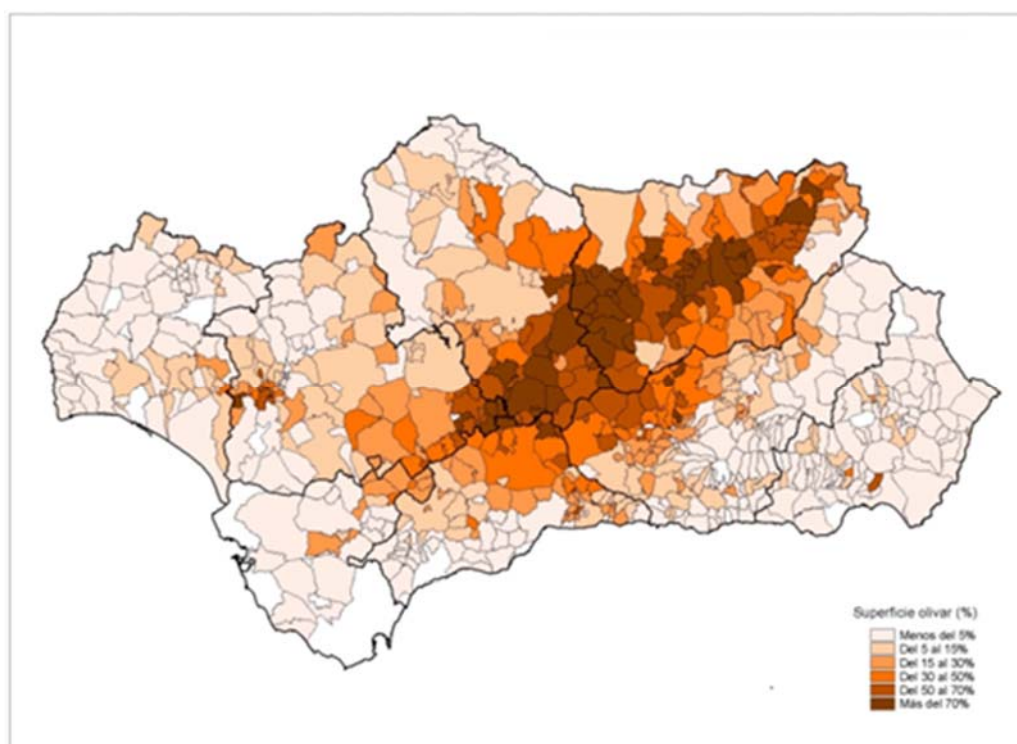 Superficie olivar (%)
Menos del 5%
Del 5 al 15%
Del 15 al 30%
Del 30 al 50%
Del 50 al 70%
Más del 70%